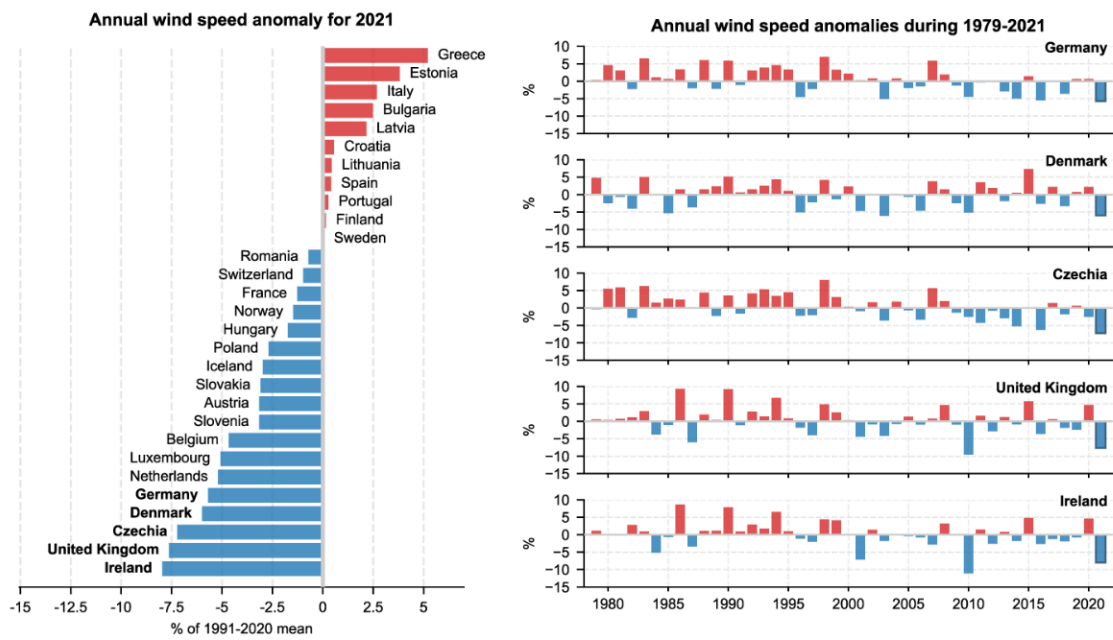 Annual wind speed anomaly for 2021
Greece
Estonia
Italy
Bulgaria
Latvia
Croatia
Lithuania
Spain
Portugal
Finland
Sweden
Romania
Switzerland
France
Norway
Hungary
Poland
Iceland
Slovakia
Austria
Slovenia
Belgium
Luxembourg
Netherlands
Germany
Denmark
Czechia
United Kingdom
Ireland
-15 -12.5 -10 -7.5 -5 -2.5 0 2.5 5
% of 1991-2020 mean
Annual wind speed anomalies during 1979-2021
Germany
%
10
5
0
−5
−10
−15
Denmark
%
10
5
0
−5
−10
−15
Czechia
%
10
5
0
−5
−10
−15
United Kingdom
%
10
5
0
−5
−10
−15
Ireland
%
10
5
0
−5
−10
−15
1980 1985 1990 1995 2000 2005 2010 2015 2020